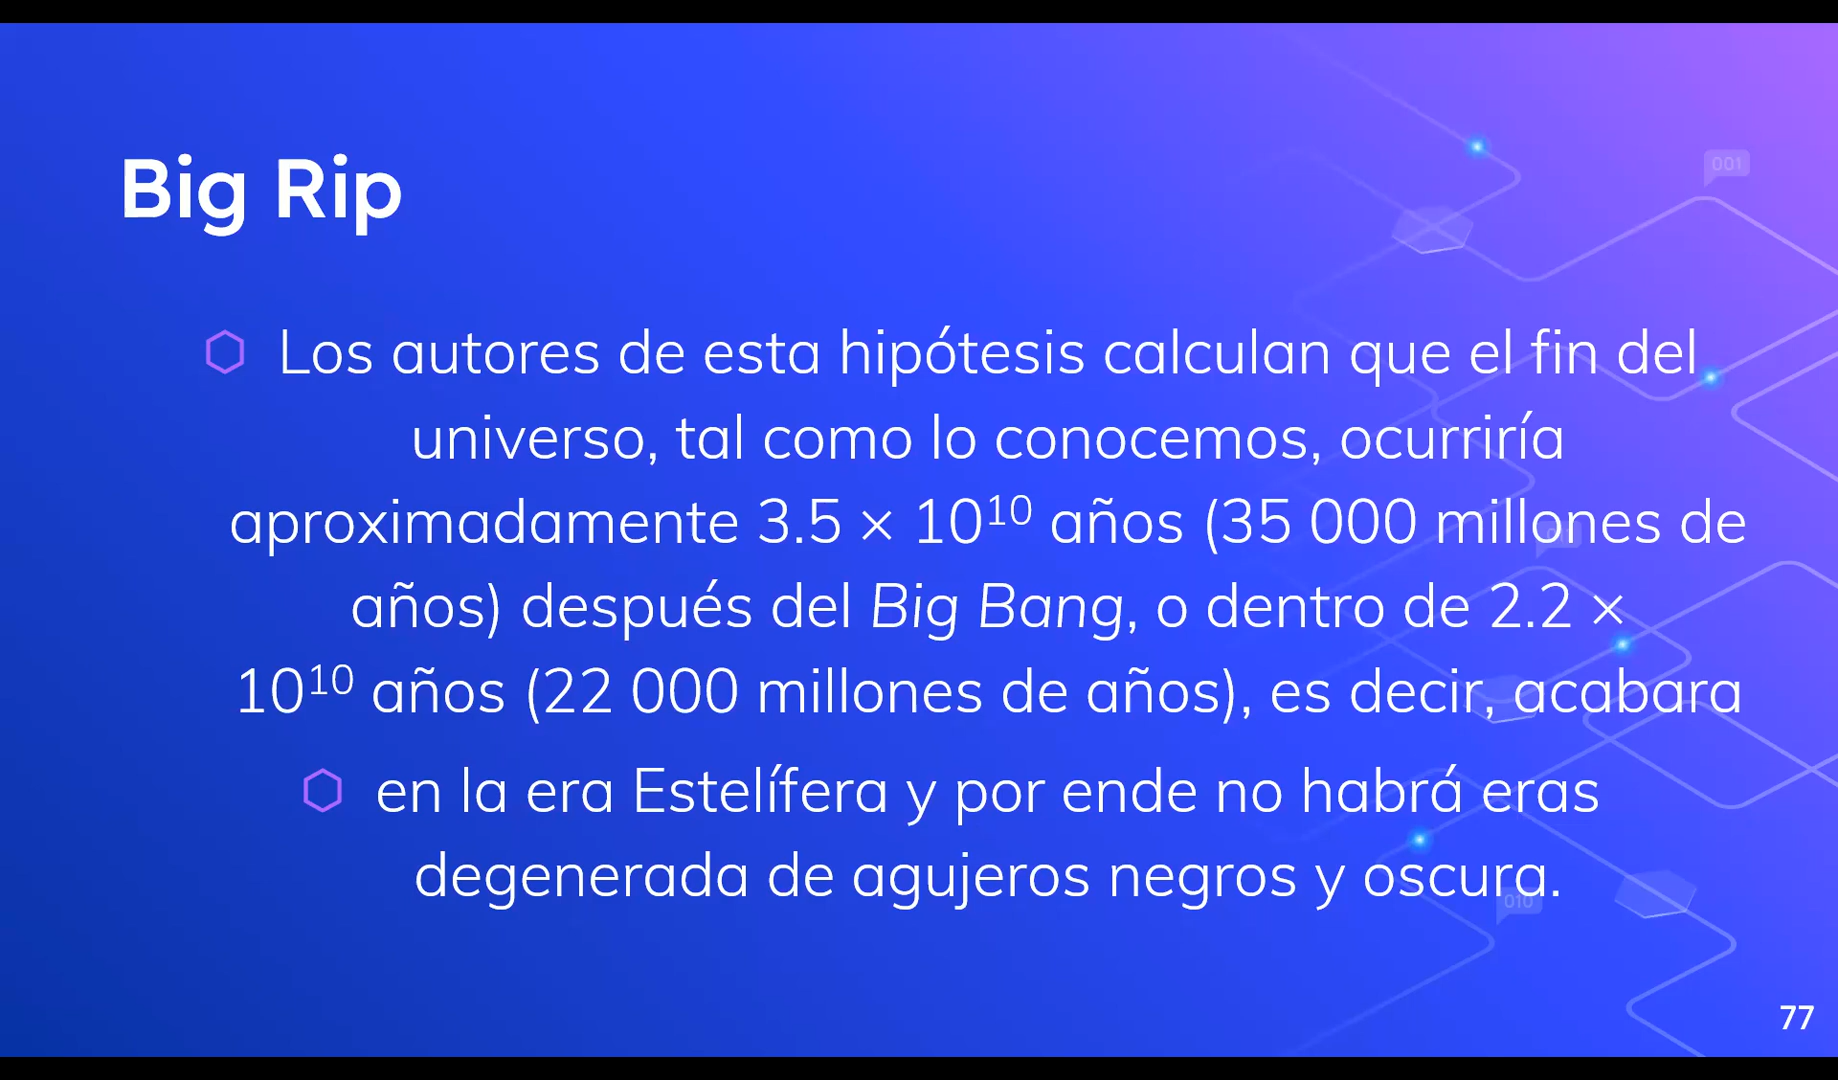 001
Big Rip
Los autores de esta hipótesis calculan que el fin del
universo, tal como lo conocemos, ocurriría
aproximadamente 3.5 × 10¹⁰ años (35 000 millones de
años) después del Big Bang, o dentro de 2.2 ×
10¹⁰ años (22 000 millones de años), es decir, acabara
en la era Estelífera y por ende no habrá eras
degenerada de agujeros negros y oscura.
010
77